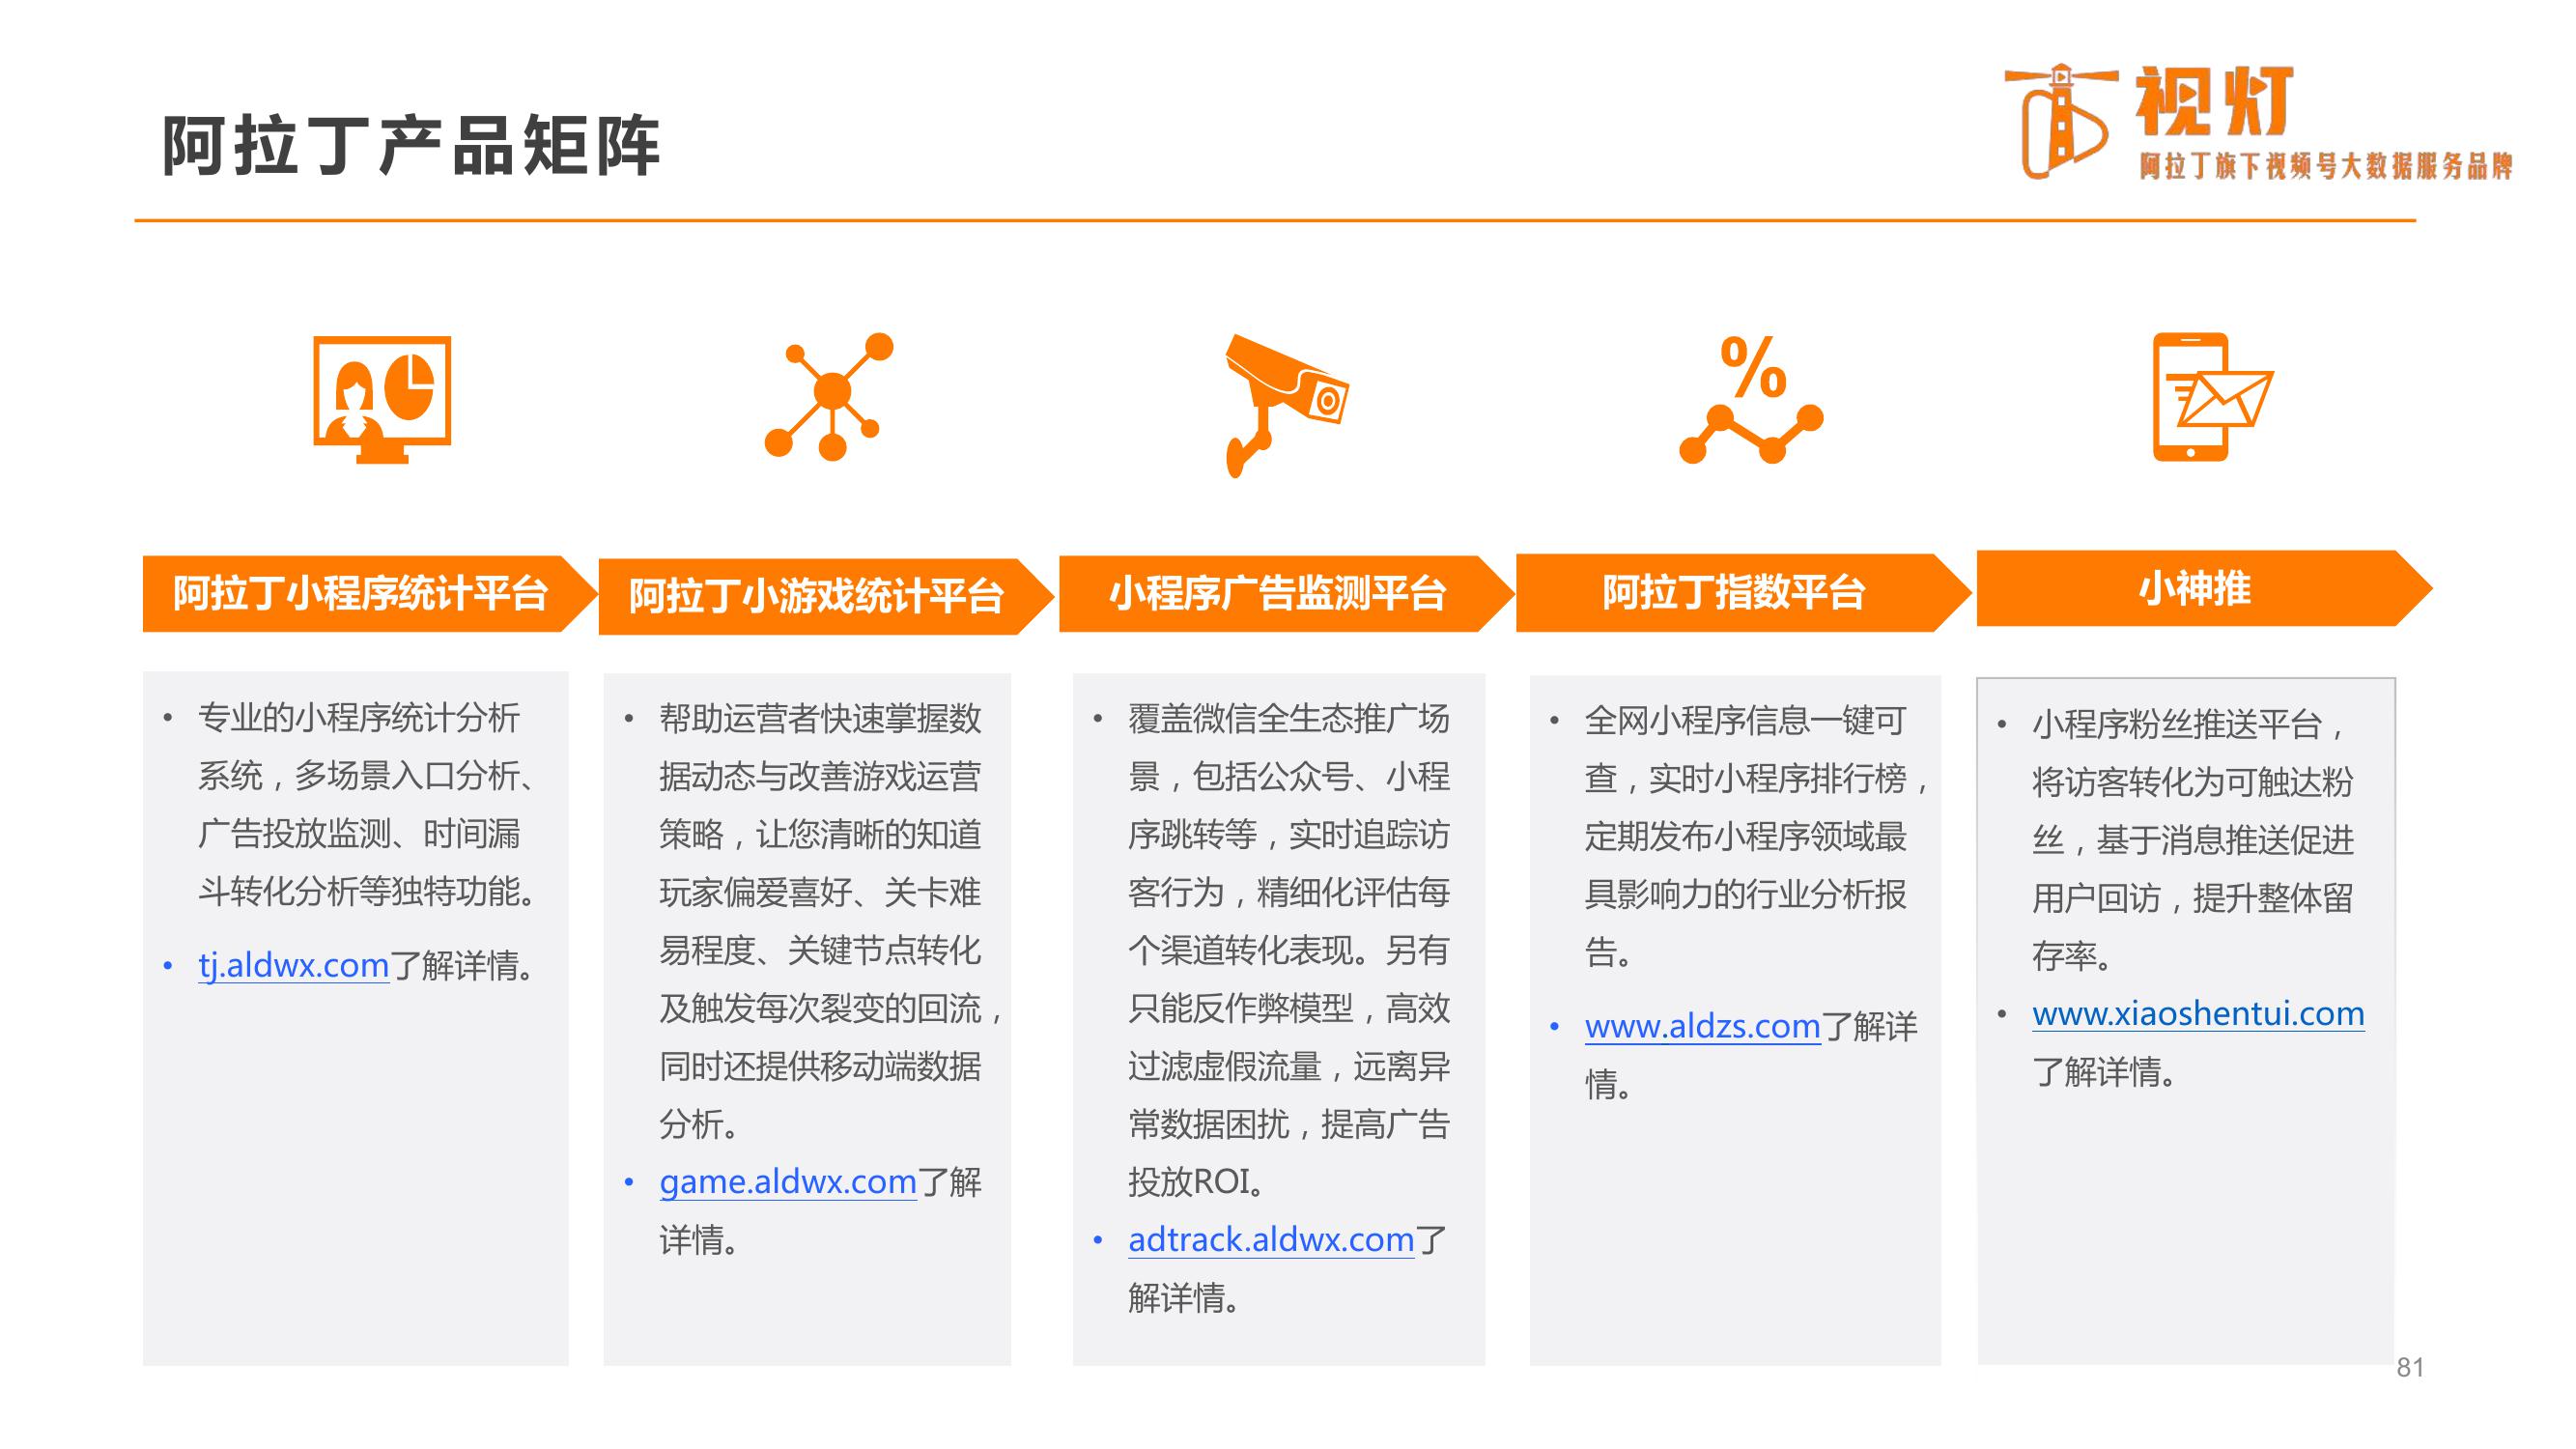 阿拉丁产品矩阵
视灯
阿拉丁旗下视频号大数据服务品牌
%
阿拉丁小程序统计平台
• 专业的小程序统计分析
系统，多场景入口分析、
广告投放监测、时间漏
斗转化分析等独特功能。
• tj.aldwx.com了解详情。
阿拉丁小游戏统计平台
• 帮助运营者快速掌握数
据动态与改善游戏运营
策略，让您清晰的知道
玩家偏爱喜好、关卡难
易程度、关键节点转化
及触发每次裂变的回流，
同时还提供移动端数据
分析。
• game.aldwx.com了解
详情。
小程序广告监测平台
• 覆盖微信全生态推广场
景，包括公众号、小程
序跳转等，实时追踪访
客行为，精细化评估每
个渠道转化表现。另有
只能反作弊模型，高效
过滤虚假流量，远离异
常数据困扰，提高广告
投放ROI。
• adtrack.aldwx.com了
解详情。
阿拉丁指数平台
• 全网小程序信息一键可
查，实时小程序排行榜，
定期发布小程序领域最
具影响力的行业分析报
告。
• www.aldzs.com了解详
情。
小神推
• 小程序粉丝推送平台，
将访客转化为可触达粉
丝，基于消息推送促进
用户回访，提升整体留
存率。
• www.xiaoshentui.com
了解详情。
81